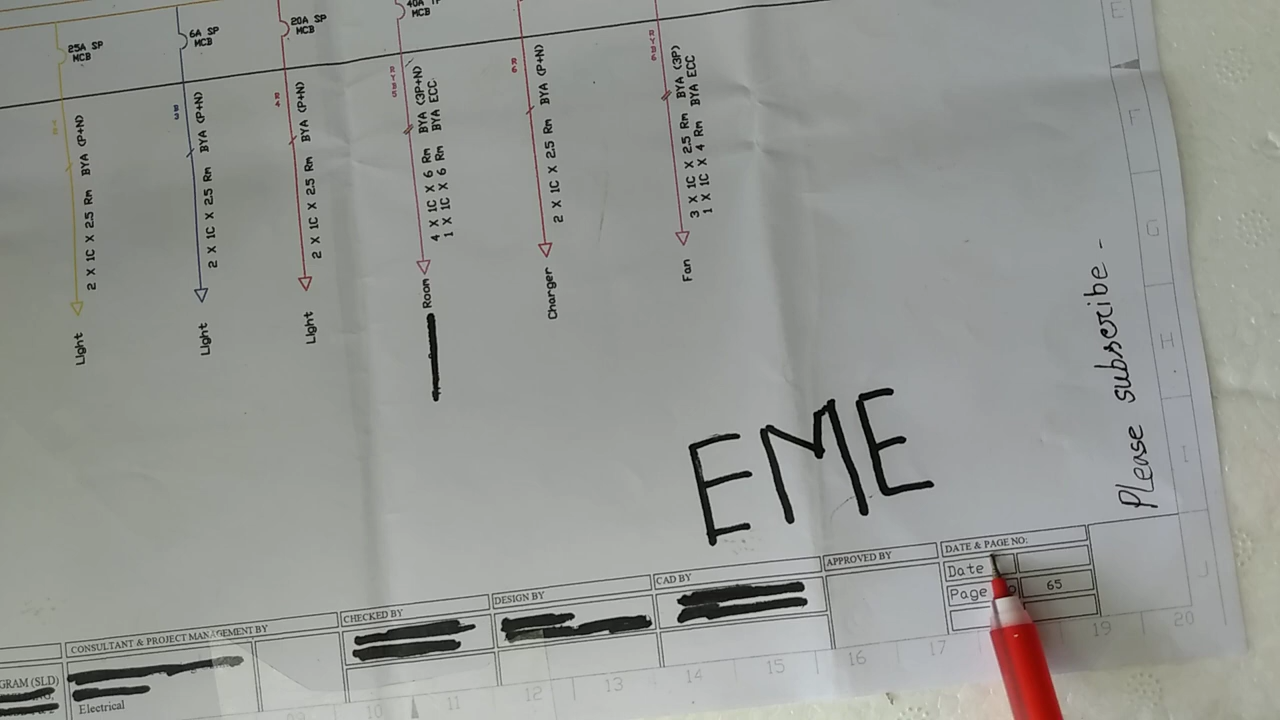 25A SP
MCB
6A SP
MCB
20A SP
MCB
MCB
2 X 1C X 2.5 Rm BYA (P+N)
2 X 1C X 2.5 Rm BYA (P+N)
2 X 1C X 2.5 Rm BYA (P+N)
4 X 1C X 6 Rm BYA (3P+N)
1 X 1C X 6 Rm BYA ECC
2 X 1C X 2.5 Rm BYA (P+N)
3 X 1C X 2.5 Rm BYA (3P)
1 X 1C X 4 Rm BYA ECC
Light
Light
Light
Room
Charger
Fan
EME
Please subscribe -
GRAM (SLD)
CONSULTANT & PROJECT MANAGEMENT BY
Electrical
CHECKED BY
DESIGN BY
CAD BY
APPROVED BY
DATE & PAGE NO:
Date
Page
65
10
11
12
13
14
15
16
17
19
20
E
F
G
H
I
J